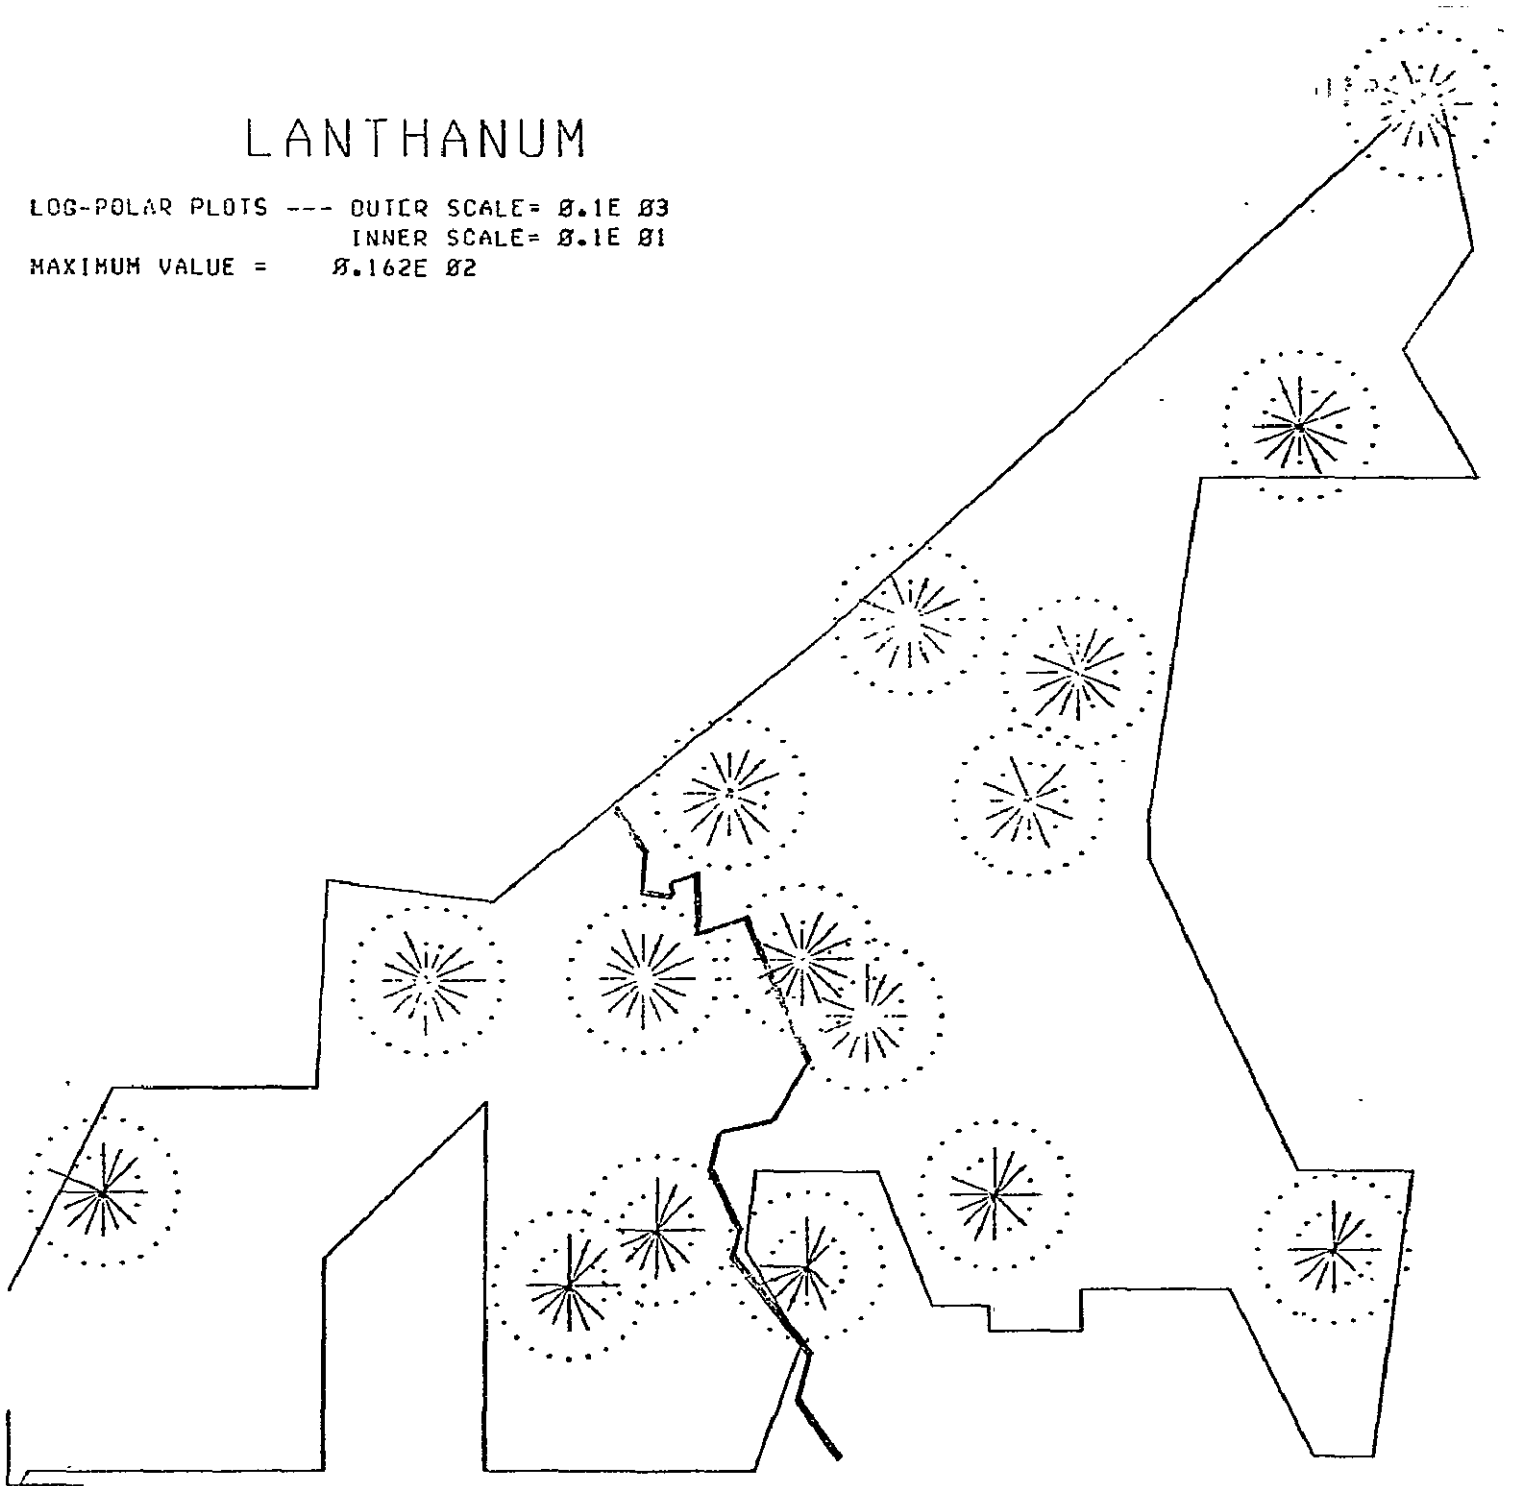 LANTHANUM
LOG-POLAR PLOTS --- OUTER SCALE= Ø.1E Ø3
INNER SCALE= Ø.1E Ø1
MAXIMUM VALUE = Ø.162E Ø2